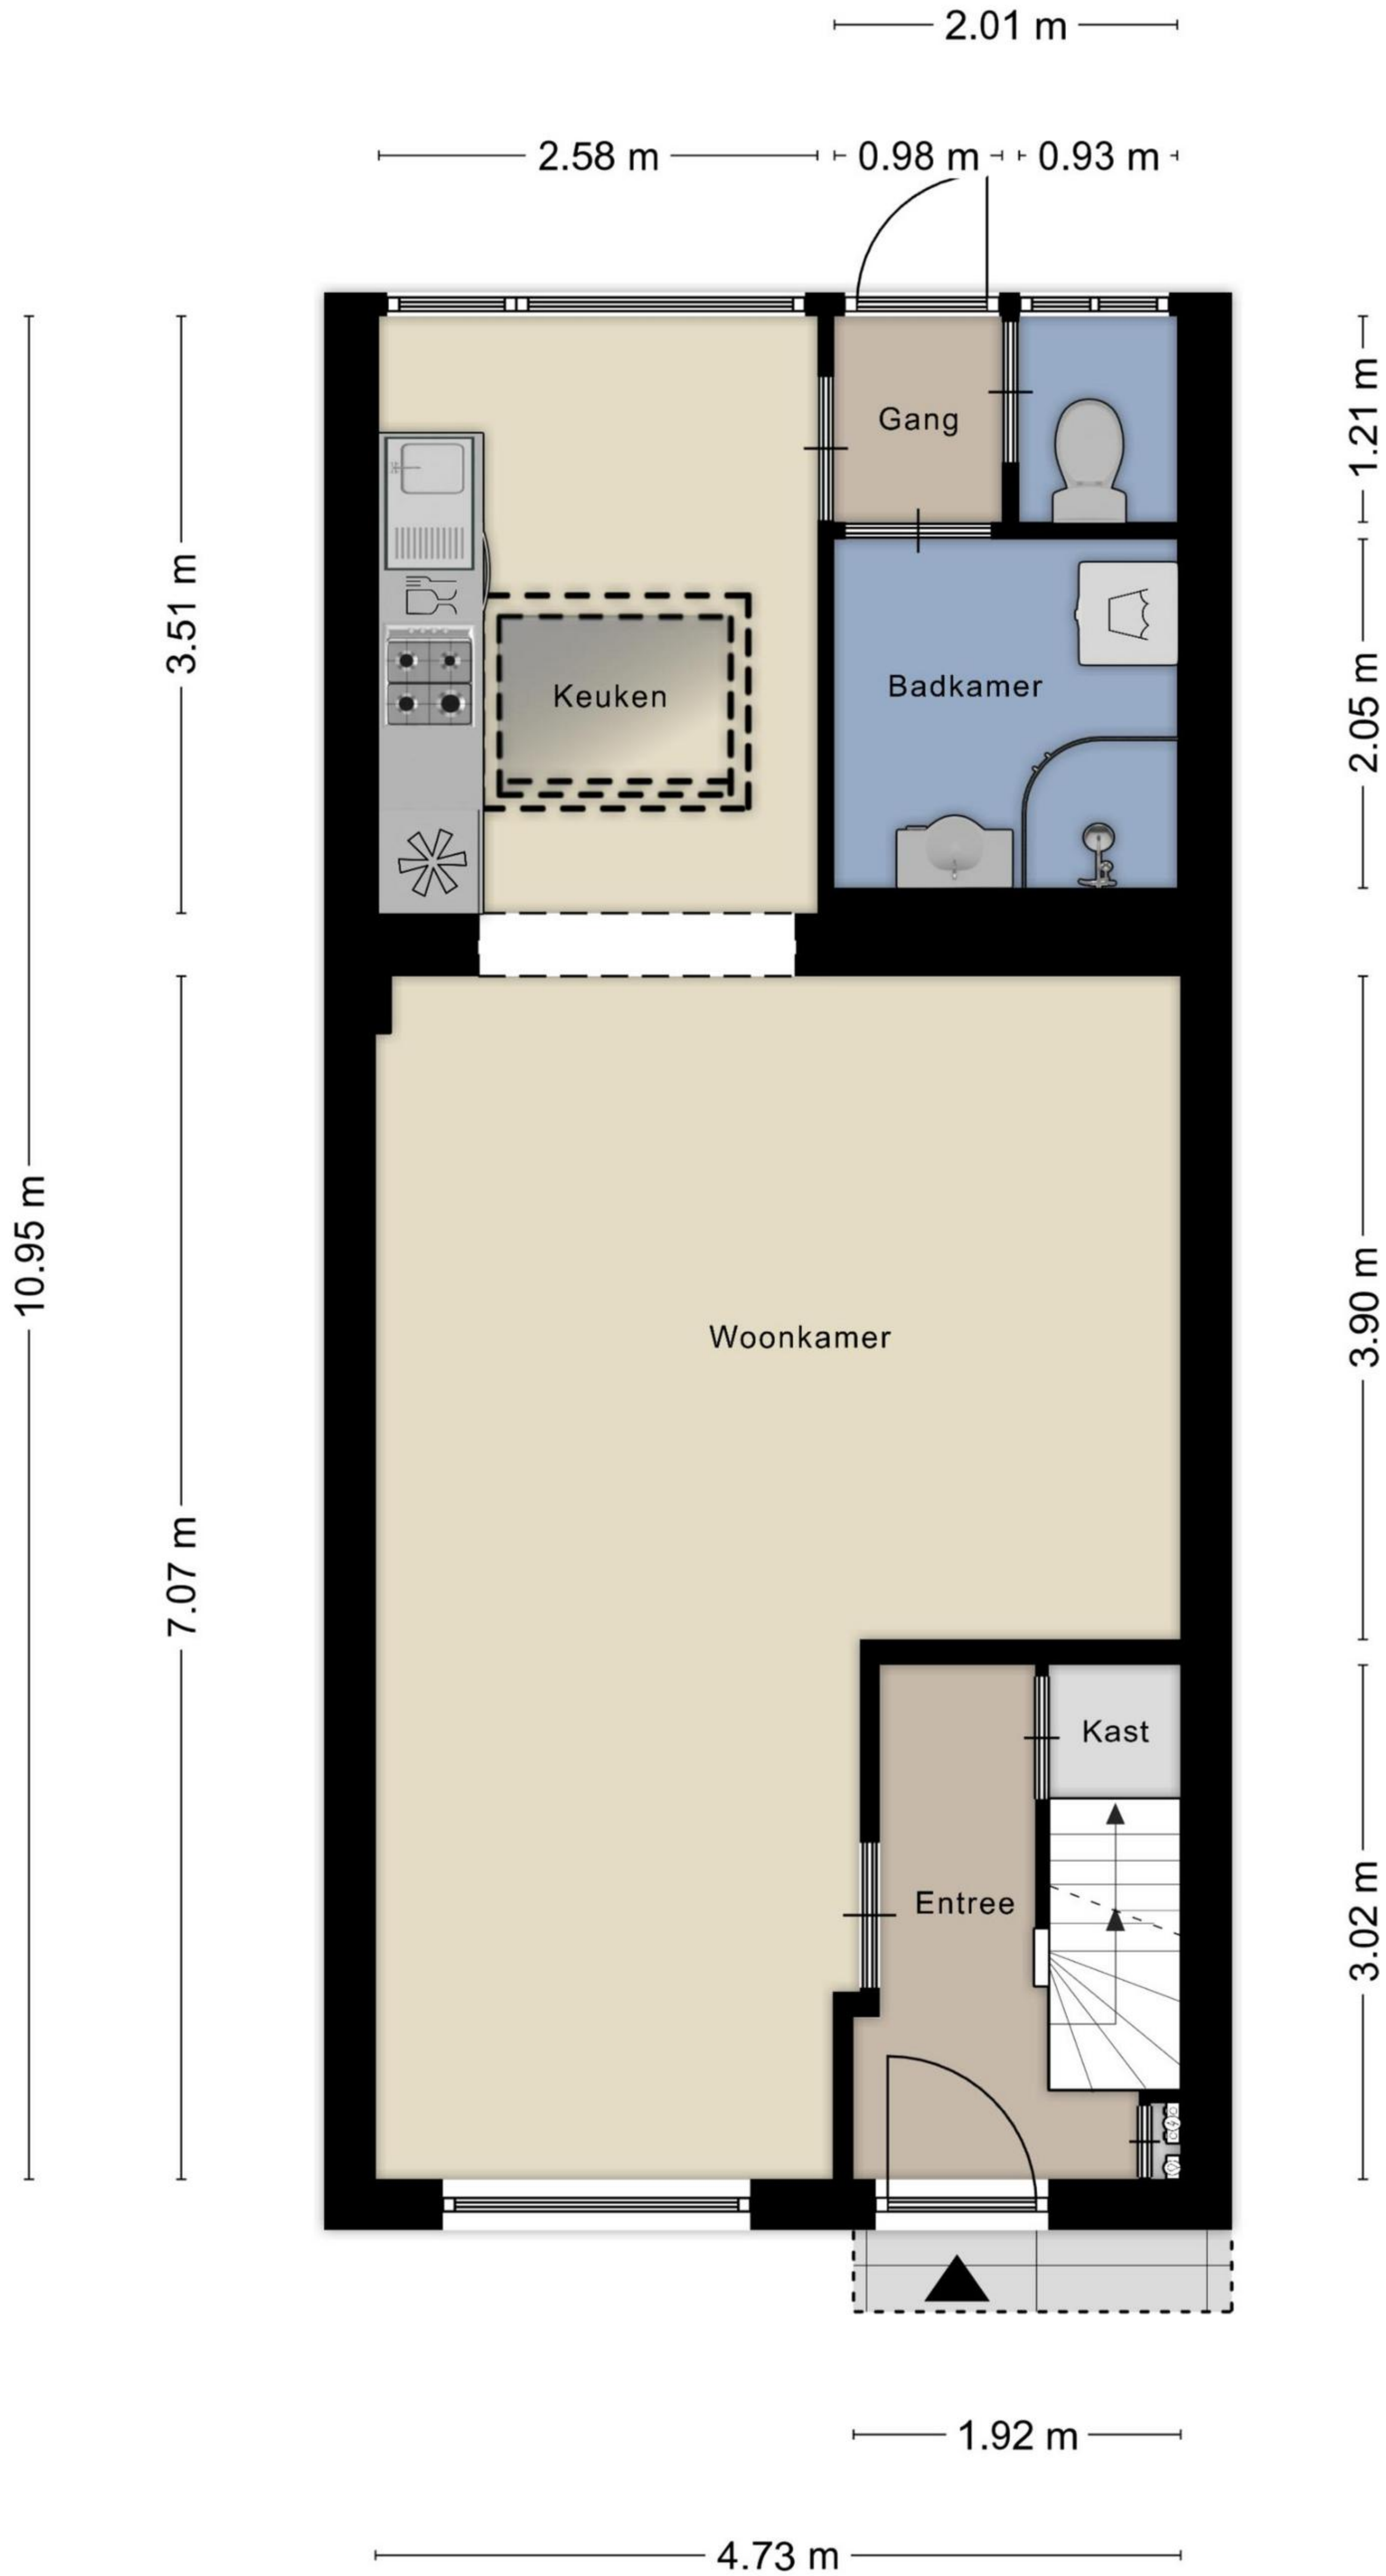 2.01 m
2.58 m
0.98 m
0.93 m
Gang
1.21 m
3.51 m
Keuken
Badkamer
2.05 m
10.95 m
Woonkamer
3.90 m
7.07 m
Kast
Entree
3.02 m
1.92 m
4.73 m